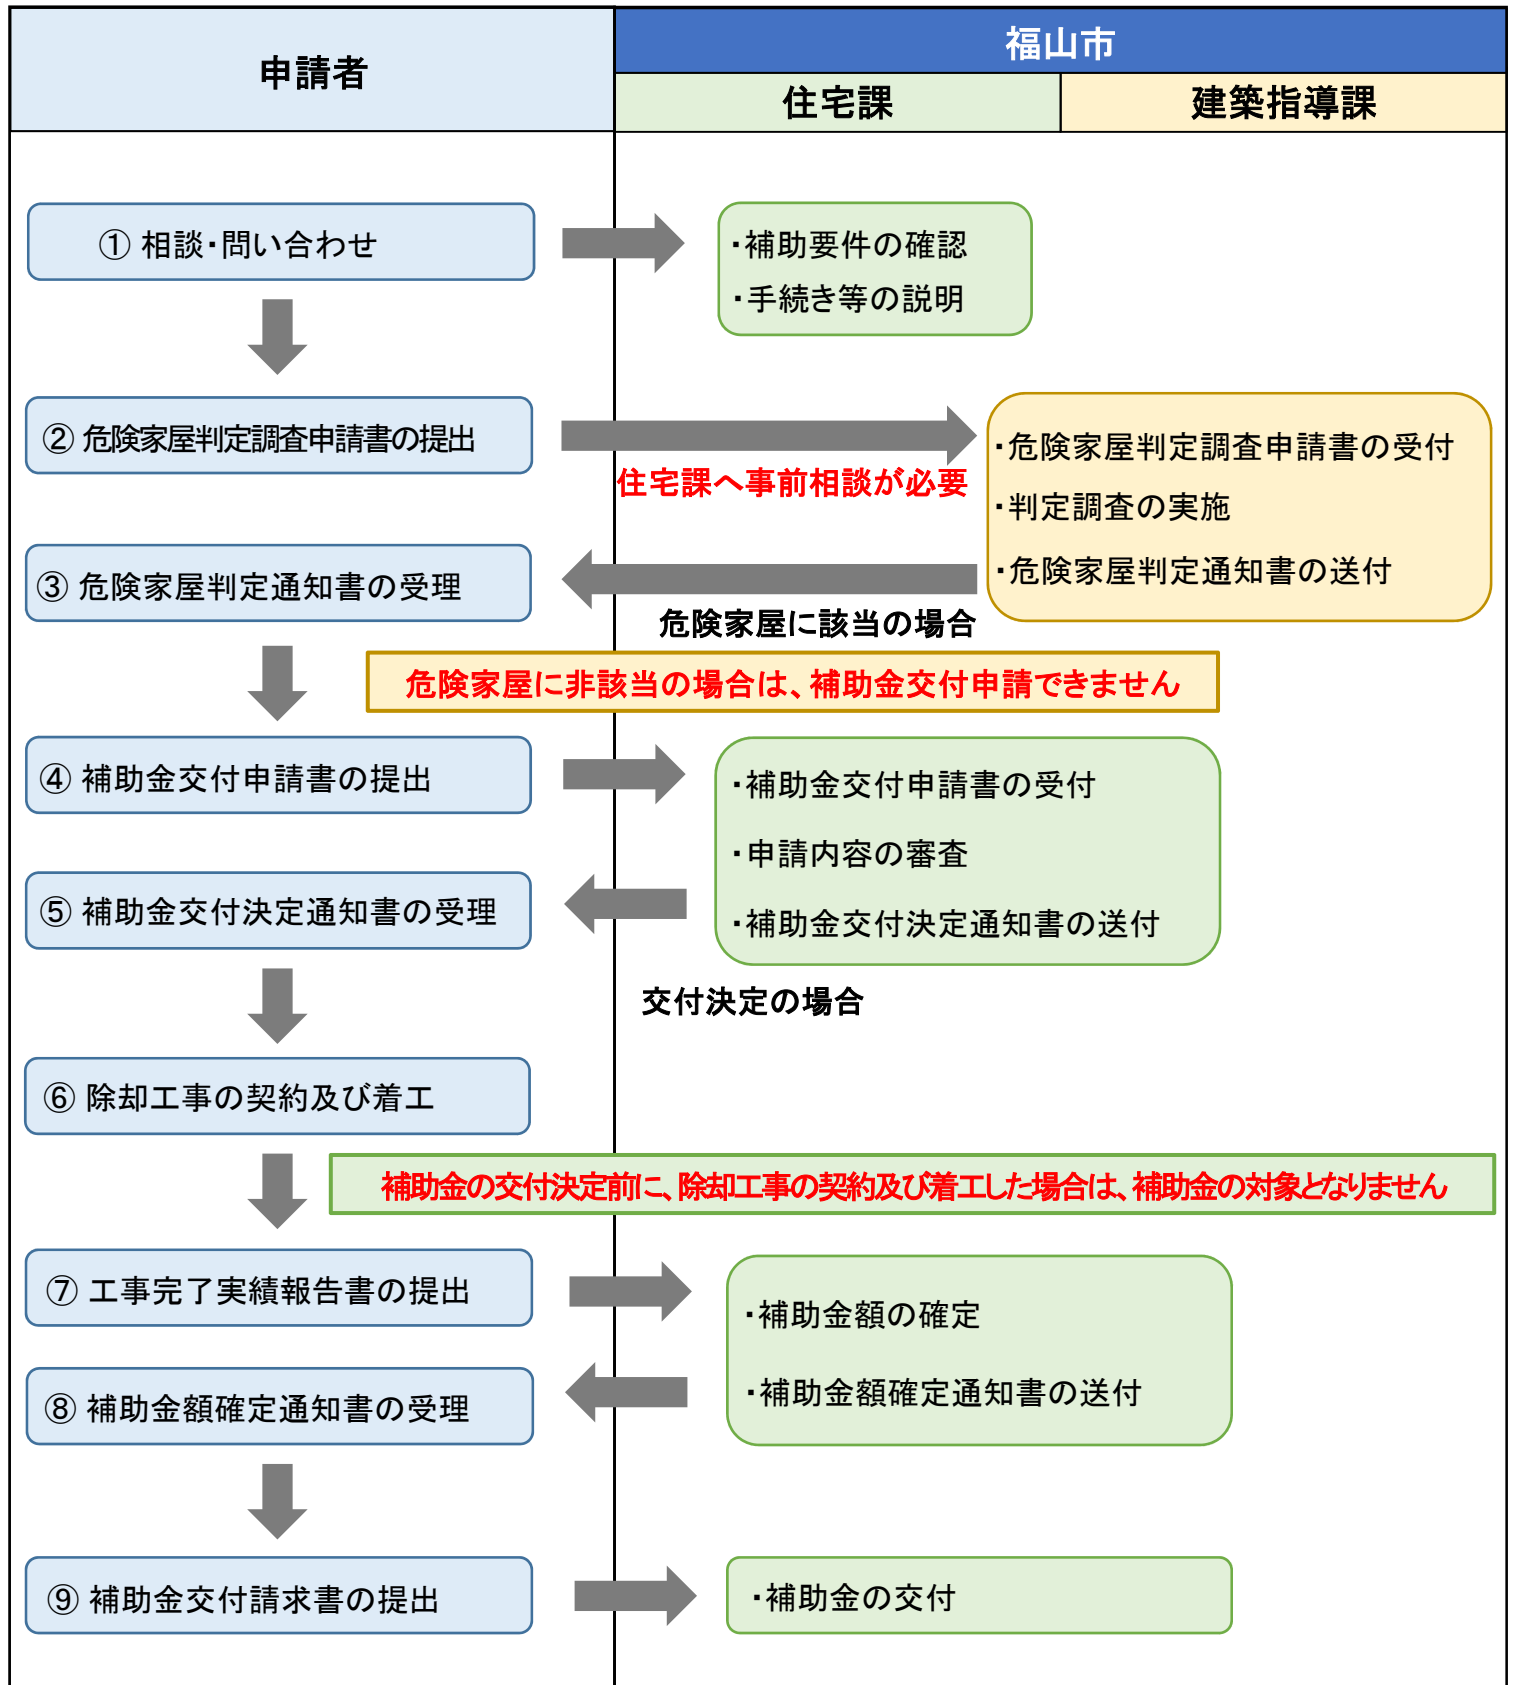 申請者
福山市
住宅課
建築指導課
① 相談・問い合わせ
・補助要件の確認
・手続き等の説明
② 危険家屋判定調査申請書の提出
住宅課へ事前相談が必要
・危険家屋判定調査申請書の受付
・判定調査の実施
・危険家屋判定通知書の送付
③ 危険家屋判定通知書の受理
危険家屋に該当の場合
危険家屋に非該当の場合は、補助金交付申請できません
④ 補助金交付申請書の提出
・補助金交付申請書の受付
・申請内容の審査
・補助金交付決定通知書の送付
⑤ 補助金交付決定通知書の受理
交付決定の場合
⑥ 除却工事の契約及び着工
補助金の交付決定前に、除却工事の契約及び着工した場合は、補助金の対象となりません
⑦ 工事完了実績報告書の提出
・補助金額の確定
・補助金額確定通知書の送付
⑧ 補助金額確定通知書の受理
⑨ 補助金交付請求書の提出
・補助金の交付